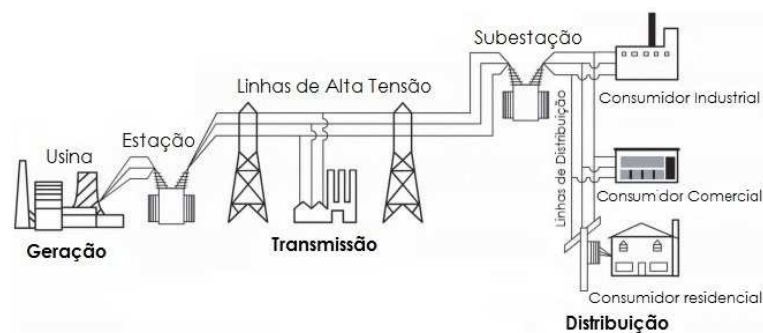 Subestação
Linhas de Alta Tensão
Estação
Usina
Geração
Transmissão
Linhas de Distribuição
Consumidor Industrial
Consumidor Comercial
Consumidor residencial
Distribuição